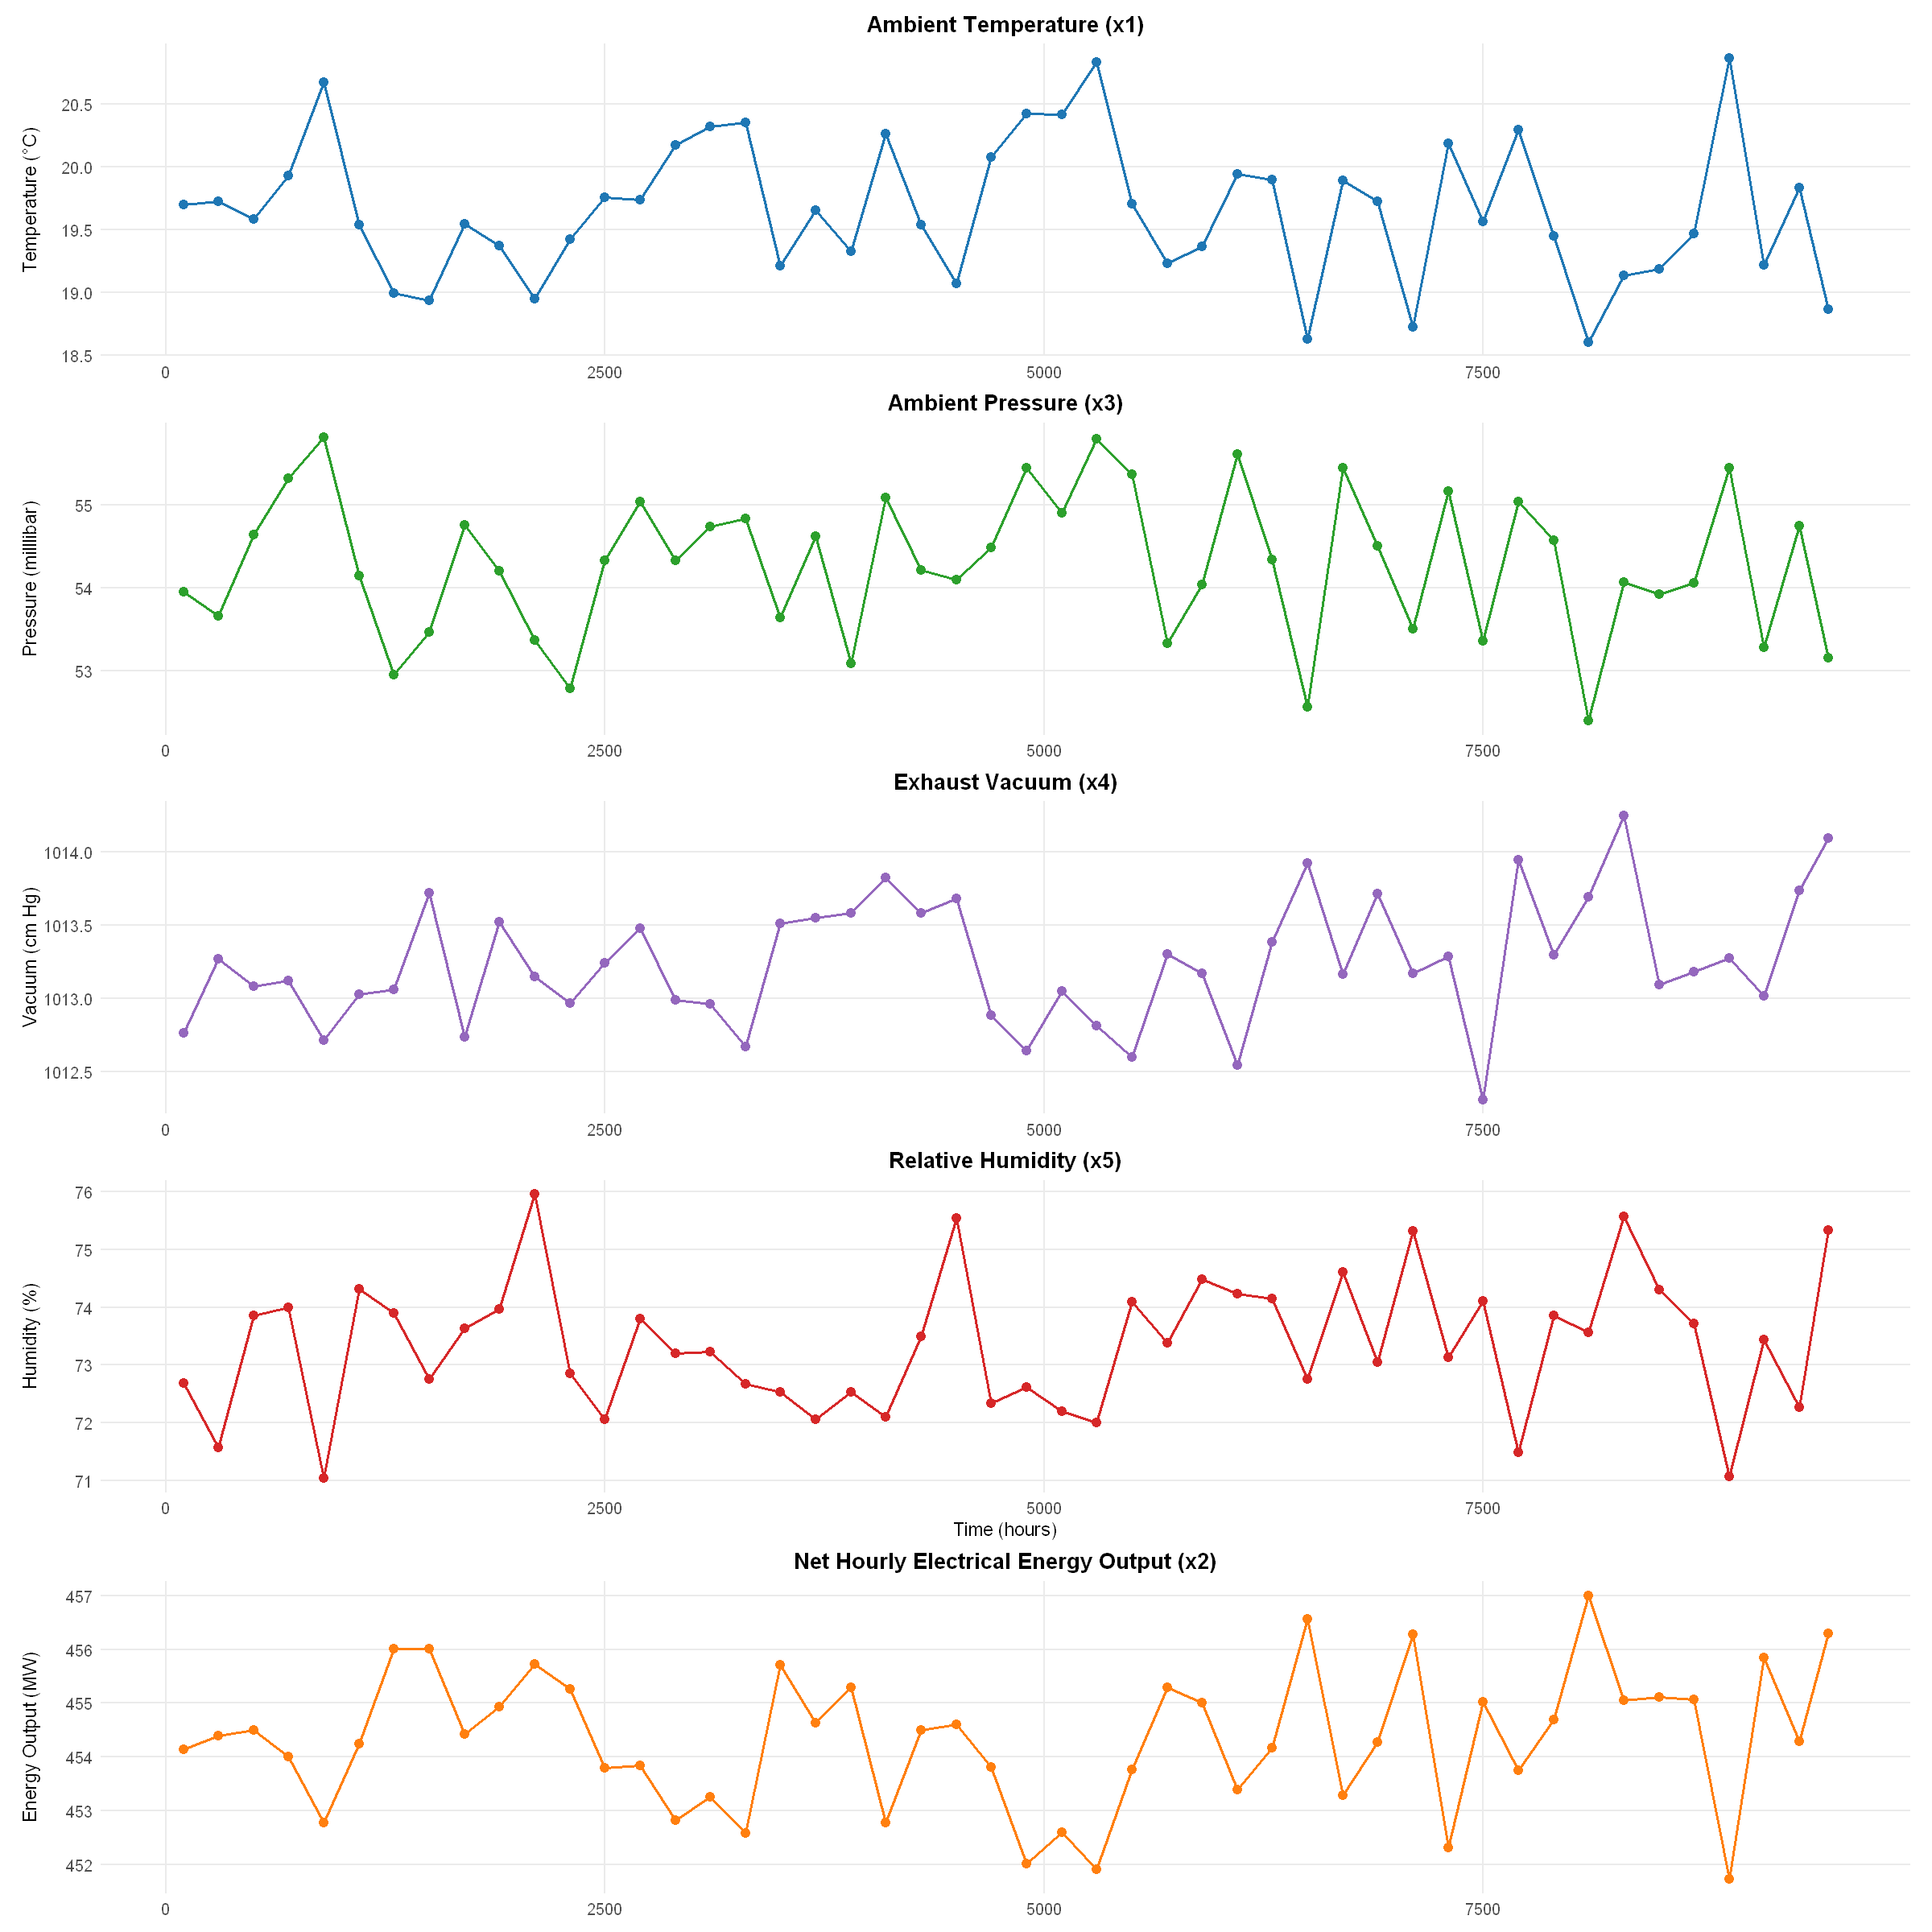 Ambient Temperature (x1)
Temperature (°C)
20.5
20.0
19.5
19.0
18.5
0 2500 5000 7500
Ambient Pressure (x3)
Pressure (millibar)
55
54
53
0 2500 5000 7500
Exhaust Vacuum (x4)
Vacuum (cm Hg)
1014.0
1013.5
1013.0
1012.5
0 2500 5000 7500
Relative Humidity (x5)
Humidity (%)
76
75
74
73
72
71
0 2500 5000 7500
Time (hours)
Net Hourly Electrical Energy Output (x2)
Energy Output (MW)
457
456
455
454
453
452
0 2500 5000 7500